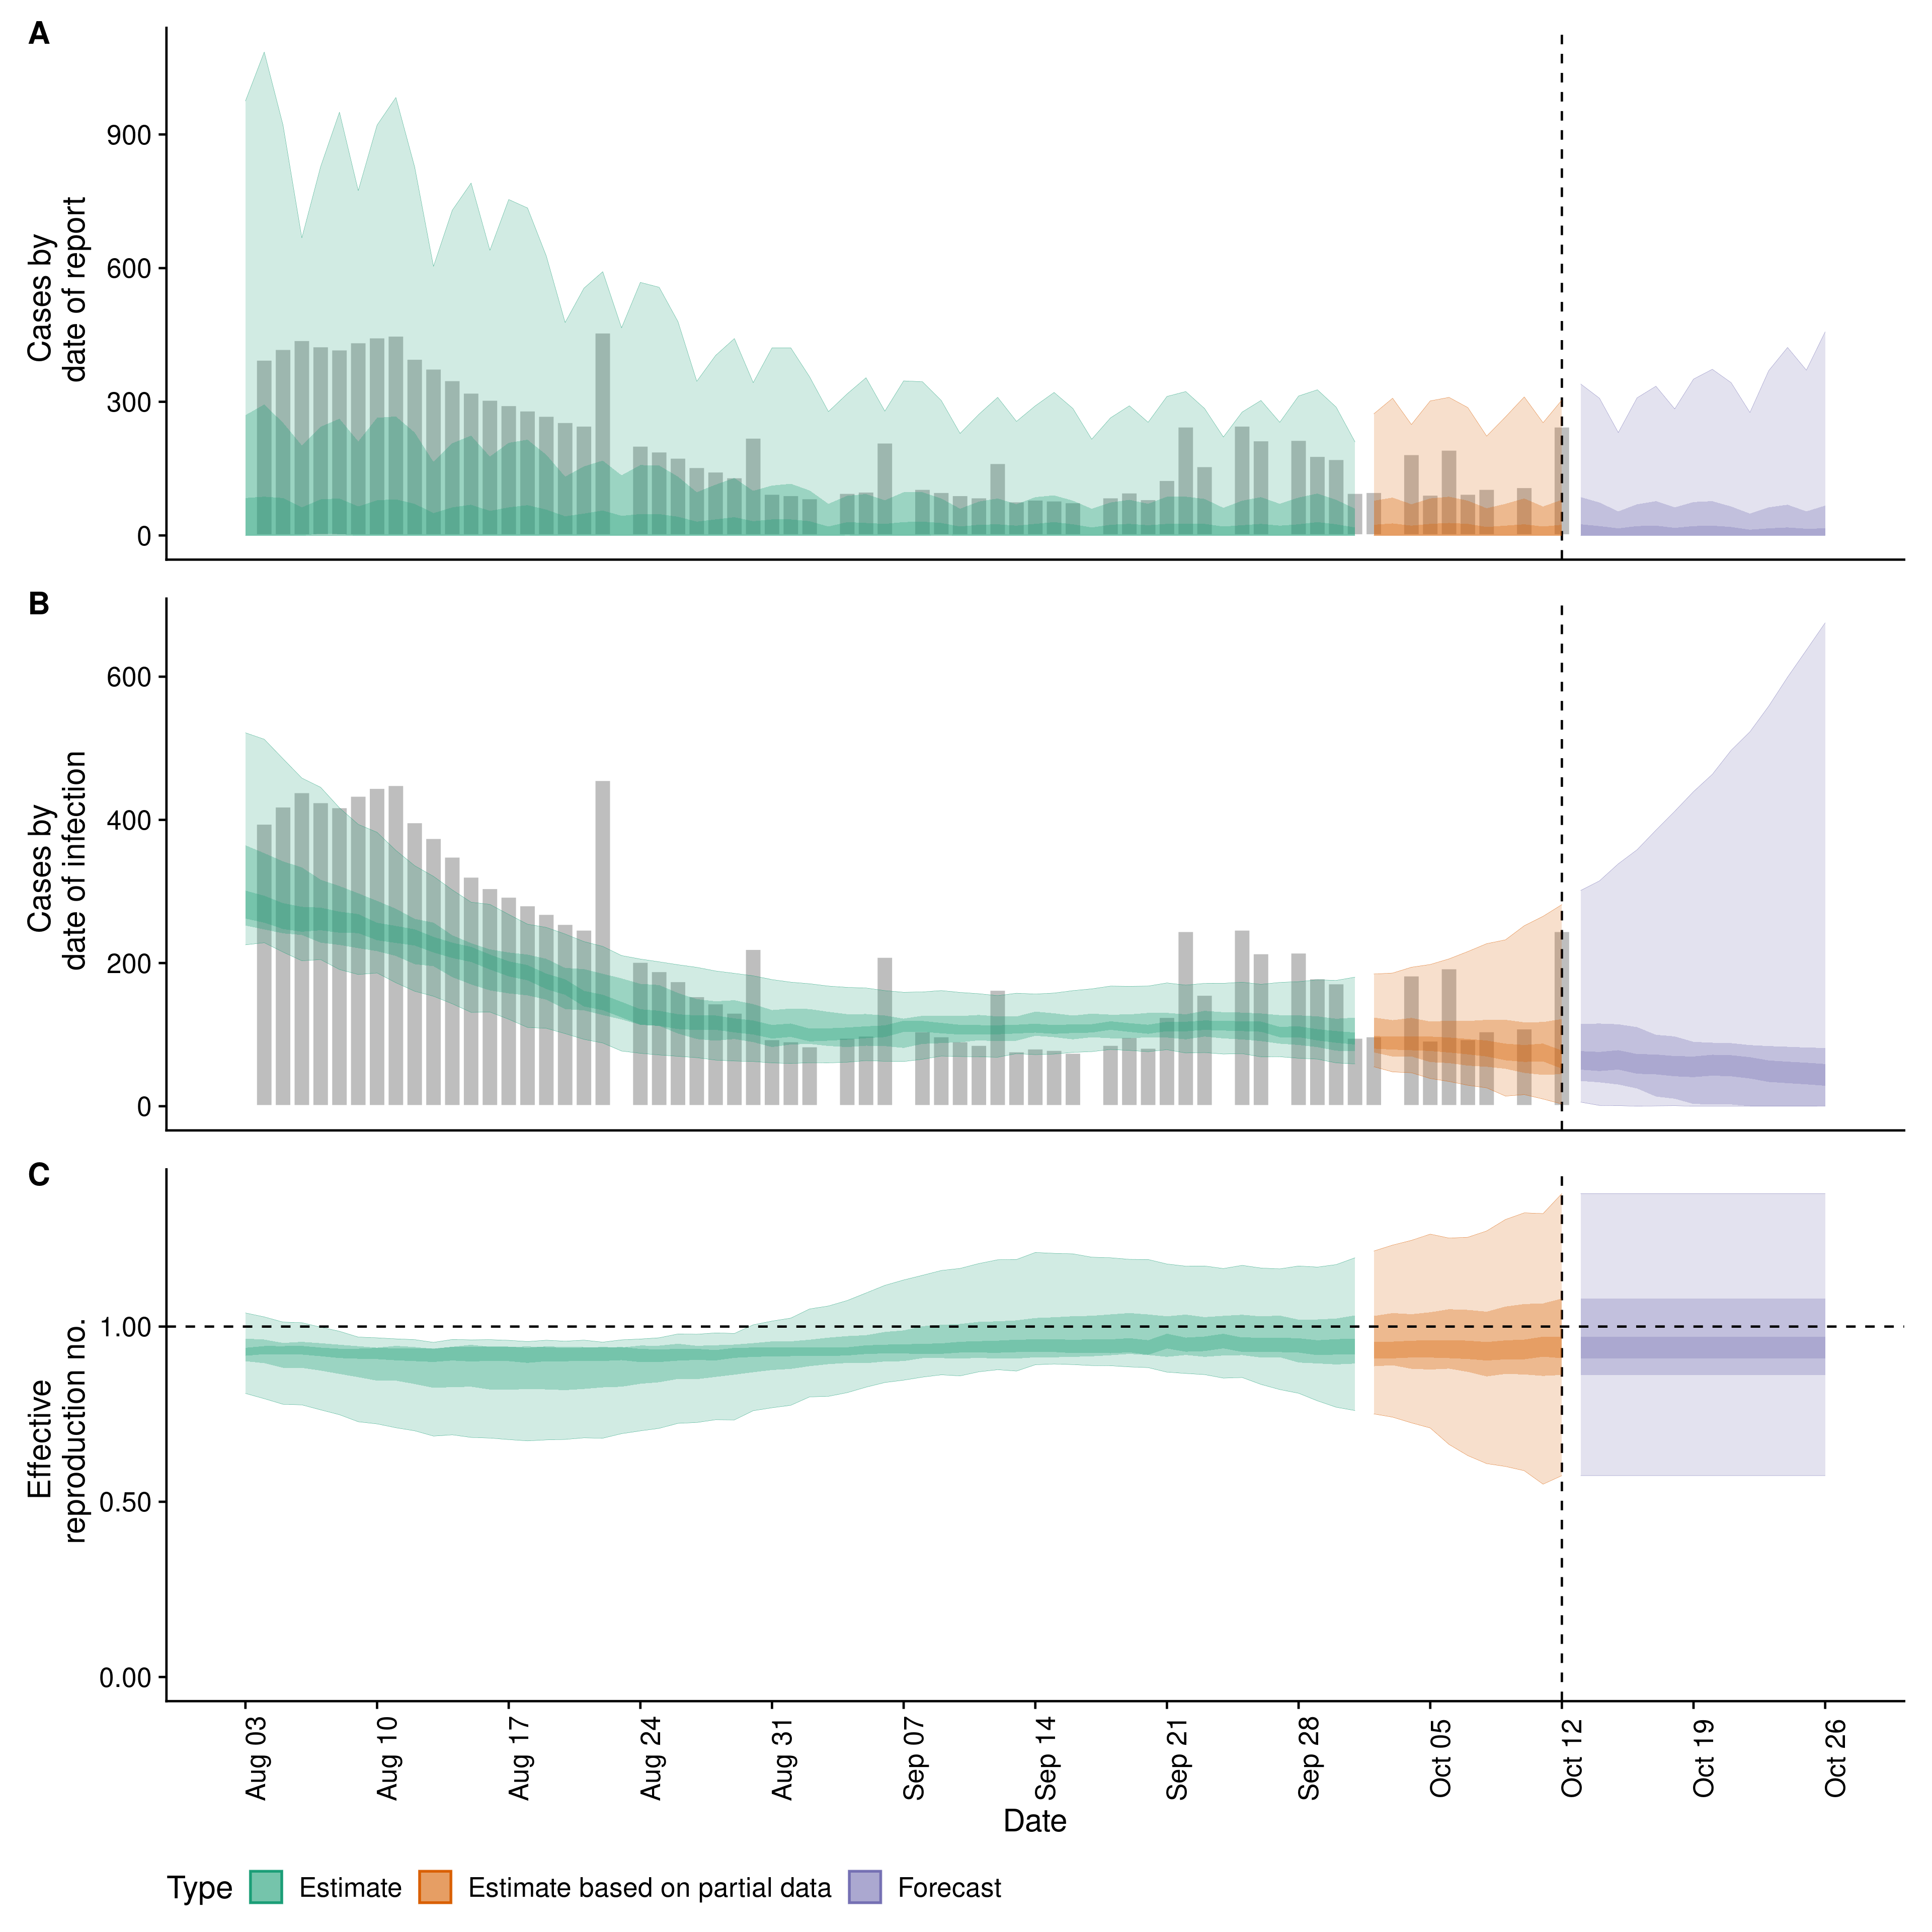 A
Cases by
date of report
900
600
300
0
B
Cases by
date of infection
600
400
200
0
C
Effective
reproduction no.
1.00
0.50
0.00
Aug 03
Aug 10
Aug 17
Aug 24
Aug 31
Sep 07
Sep 14
Sep 21
Sep 28
Oct 05
Oct 12
Oct 19
Oct 26
Date
Type Estimate Estimate based on partial data Forecast